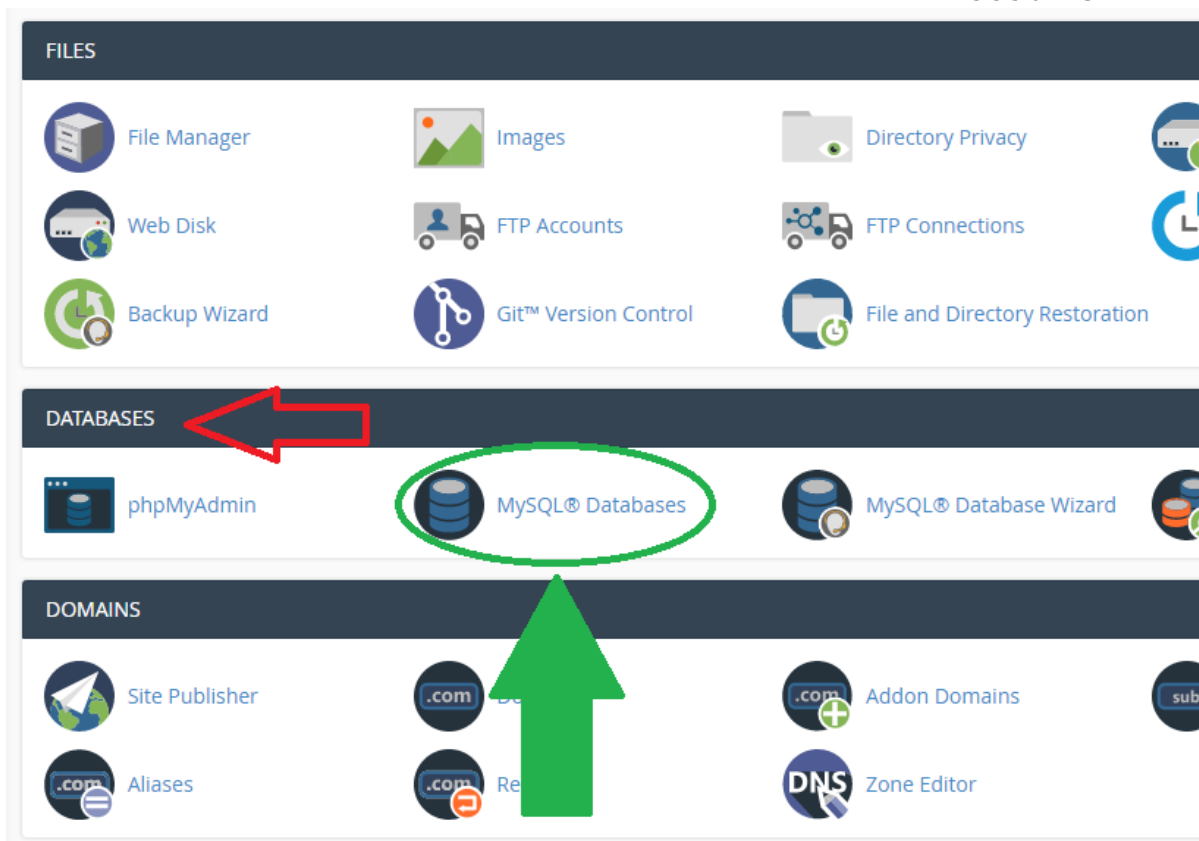 FILES
File Manager
Images
Directory Privacy
Web Disk
FTP Accounts
FTP Connections
Backup Wizard
Git™ Version Control
File and Directory Restoration
DATABASES
phpMyAdmin
MySQL® Databases
MySQL® Database Wizard
DOMAINS
Site Publisher
.com
.com
Addon Domains
sub
.com
Aliases
.com
Re
DNS
Zone Editor